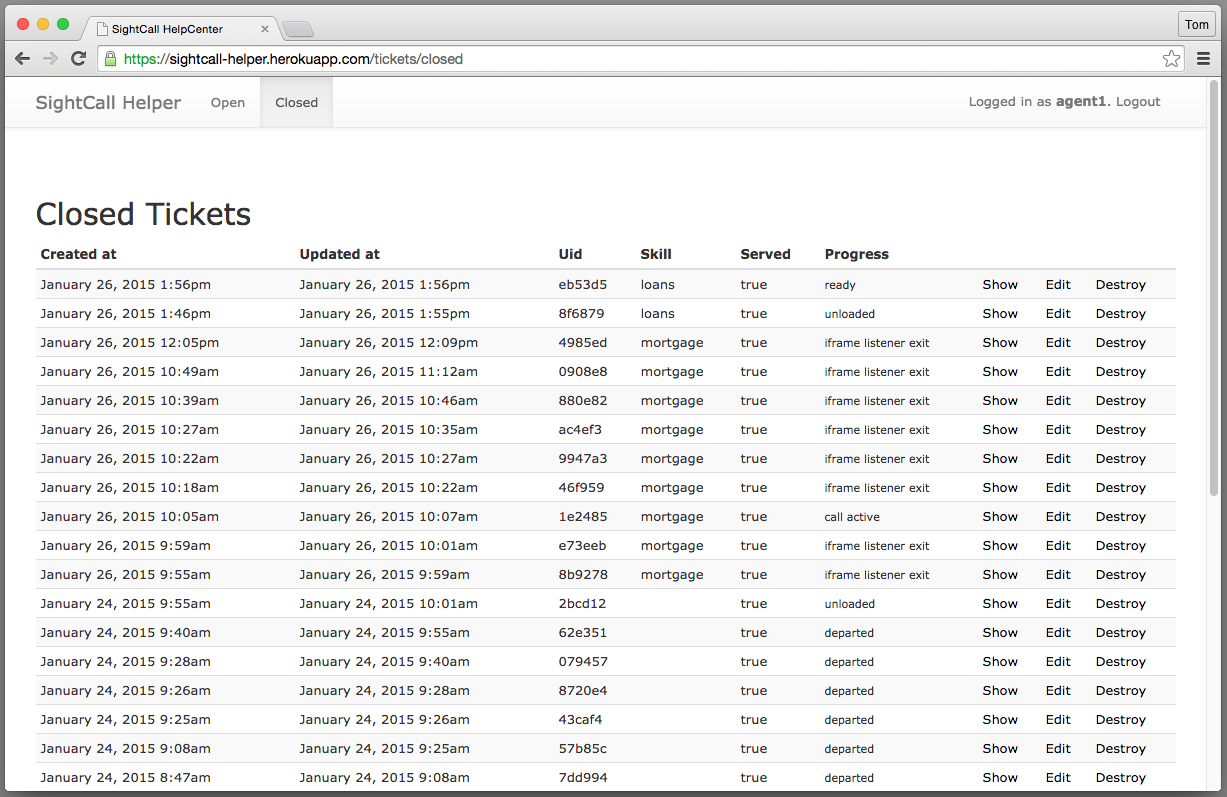 SightCall HelpCenter
Tom
https://sightcall-helper.herokuapp.com/tickets/closed
SightCall Helper Open Closed Logged in as agent1. Logout
Closed Tickets
Created at Updated at Uid Skill Served Progress
January 26, 2015 1:56pm January 26, 2015 1:56pm eb53d5 loans true ready Show Edit Destroy
January 26, 2015 1:46pm January 26, 2015 1:55pm 8f6879 loans true unloaded Show Edit Destroy
January 26, 2015 12:05pm January 26, 2015 12:09pm 4985ed mortgage true iframe listener exit Show Edit Destroy
January 26, 2015 10:49am January 26, 2015 11:12am 0908e8 mortgage true iframe listener exit Show Edit Destroy
January 26, 2015 10:39am January 26, 2015 10:46am 880e82 mortgage true iframe listener exit Show Edit Destroy
January 26, 2015 10:27am January 26, 2015 10:35am ac4ef3 mortgage true iframe listener exit Show Edit Destroy
January 26, 2015 10:22am January 26, 2015 10:27am 9947a3 mortgage true iframe listener exit Show Edit Destroy
January 26, 2015 10:18am January 26, 2015 10:22am 46f959 mortgage true iframe listener exit Show Edit Destroy
January 26, 2015 10:05am January 26, 2015 10:07am 1e2485 mortgage true call active Show Edit Destroy
January 26, 2015 9:59am January 26, 2015 10:01am e73eeb mortgage true iframe listener exit Show Edit Destroy
January 26, 2015 9:55am January 26, 2015 9:59am 8b9278 mortgage true iframe listener exit Show Edit Destroy
January 24, 2015 9:55am January 24, 2015 10:01am 2bcd12 true unloaded Show Edit Destroy
January 24, 2015 9:40am January 24, 2015 9:55am 62e351 true departed Show Edit Destroy
January 24, 2015 9:28am January 24, 2015 9:40am 079457 true departed Show Edit Destroy
January 24, 2015 9:26am January 24, 2015 9:28am 8720e4 true departed Show Edit Destroy
January 24, 2015 9:25am January 24, 2015 9:26am 43caf4 true departed Show Edit Destroy
January 24, 2015 9:08am January 24, 2015 9:25am 57b85c true departed Show Edit Destroy
January 24, 2015 8:47am January 24, 2015 9:08am 7dd994 true departed Show Edit Destroy